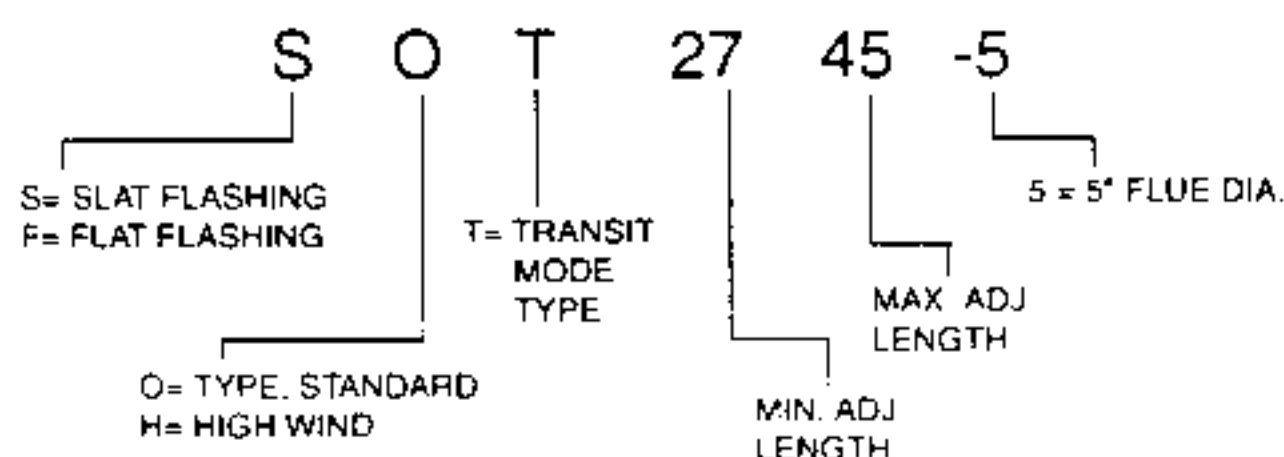 S O T 27 45 -5
S= SLAT FLASHING
F= FLAT FLASHING
T= TRANSIT
MODE
TYPE
5 = 5" FLUE DIA.
MAX ADJ
LENGTH
O= TYPE. STANDARD
H= HIGH WIND
MIN. ADJ
LENGTH